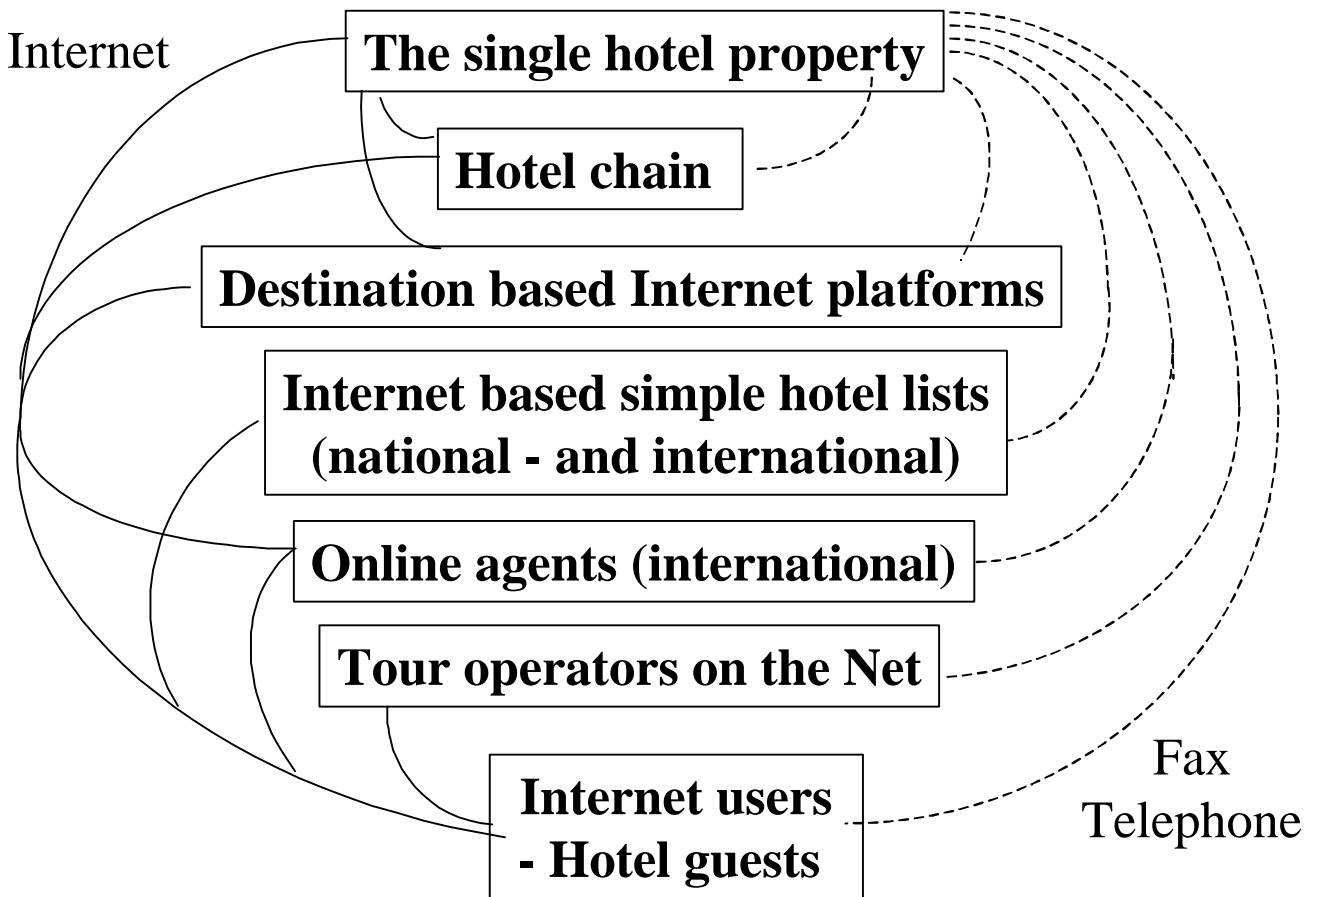 Internet
The single hotel property
Hotel chain
Destination based Internet platforms
Internet based simple hotel lists
(national - and international)
Online agents (international)
Tour operators on the Net
Internet users
- Hotel guests
Fax
Telephone